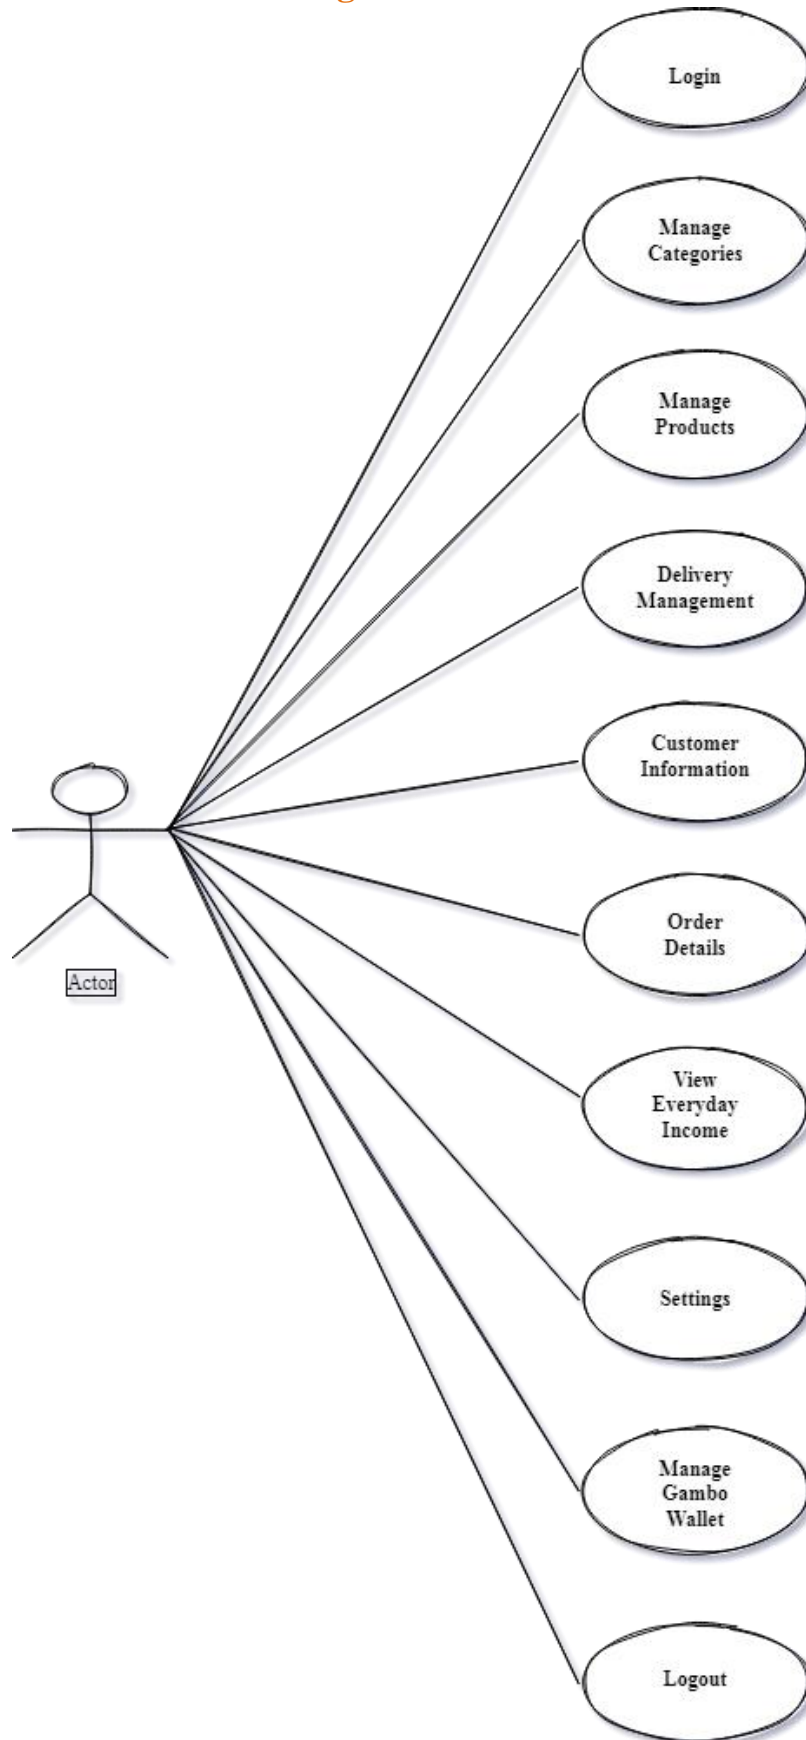 Login
Manage
Categories
Manage
Products
Delivery
Management
Customer
Information
Actor
Order
Details
View
Everyday
Income
Settings
Manage
Gambo
Wallet
Logout